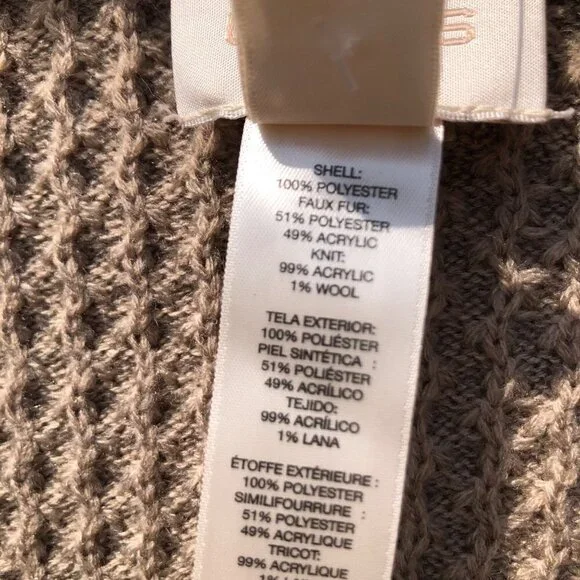 SHELL:
100% POLYESTER
FAUX FUR:
51% POLYESTER
49% ACRYLIC
KNIT:
99% ACRYLIC
1% WOOL
TELA EXTERIOR:
100% POLIÉSTER
PIEL SINTÉTICA :
51% POLIÉSTER
49% ACRÍLICO
TEJIDO:
99% ACRÍLICO
1% LANA
ÉTOFFE EXTÉRIEURE :
100% POLYESTER
SIMILIFOURRURE :
51% POLYESTER
49% ACRYLIQUE
TRICOT:
99% ACRYLIQUE